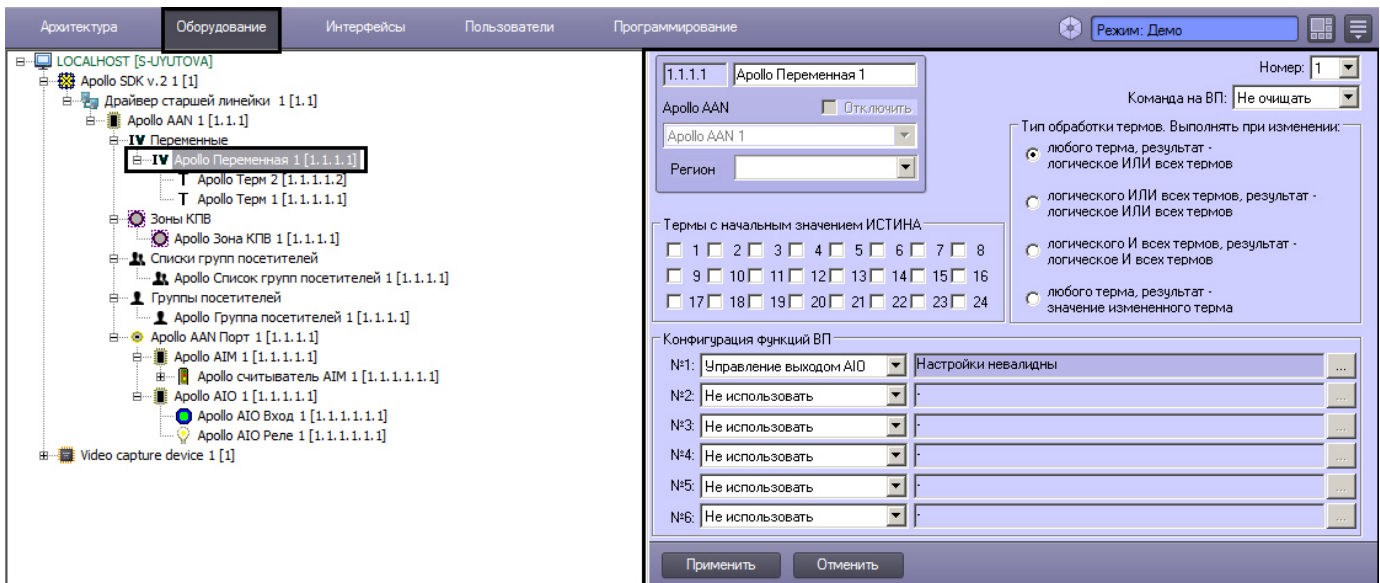 Архитектура Оборудование Интерфейсы Пользователи Программирование Режим: Демо
LOCALHOST [S-UYUTOVA]
Apollo SDK v.2 1 [1]
Драйвер старшей линейки 1 [1.1]
Apollo AAN 1 [1.1.1]
IV Переменные
IV Apollo Переменная 1 [1.1.1.1]
T Apollo Терм 2 [1.1.1.1.2]
T Apollo Терм 1 [1.1.1.1.1]
Зоны КПВ
Apollo Зона КПВ 1 [1.1.1.1]
Списки групп посетителей
Apollo Список групп посетителей 1 [1.1.1.1]
Группы посетителей
Apollo Группа посетителей 1 [1.1.1.1]
Apollo AAN Порт 1 [1.1.1.1]
Apollo AIM 1 [1.1.1.1.1]
Apollo считыватель AIM 1 [1.1.1.1.1.1]
Apollo AIO 1 [1.1.1.1.1]
Apollo AIO Вход 1 [1.1.1.1.1.1]
Apollo AIO Реле 1 [1.1.1.1.1.1]
Video capture device 1 [1]
1.1.1.1 Apollo Переменная 1
Apollo AAN Отключить
Apollo AAN 1
Регион
Номер: 1
Команда на ВП: Не очищать
Тип обработки термов. Выполнять при изменении:
любого терма, результат -
логическое ИЛИ всех термов
логического ИЛИ всех термов, результат -
логическое ИЛИ всех термов
логического И всех термов, результат -
логическое И всех термов
любого терма, результат -
значение измененного терма
Термы с начальным значением ИСТИНА
1 2 3 4 5 6 7 8
9 10 11 12 13 14 15 16
17 18 19 20 21 22 23 24
Конфигурация функций ВП
№1: Управление выходом AIO Настройки невалидны ...
№2: Не использовать - ...
№3: Не использовать - ...
№4: Не использовать - ...
№5: Не использовать - ...
№6: Не использовать - ...
Применить Отменить